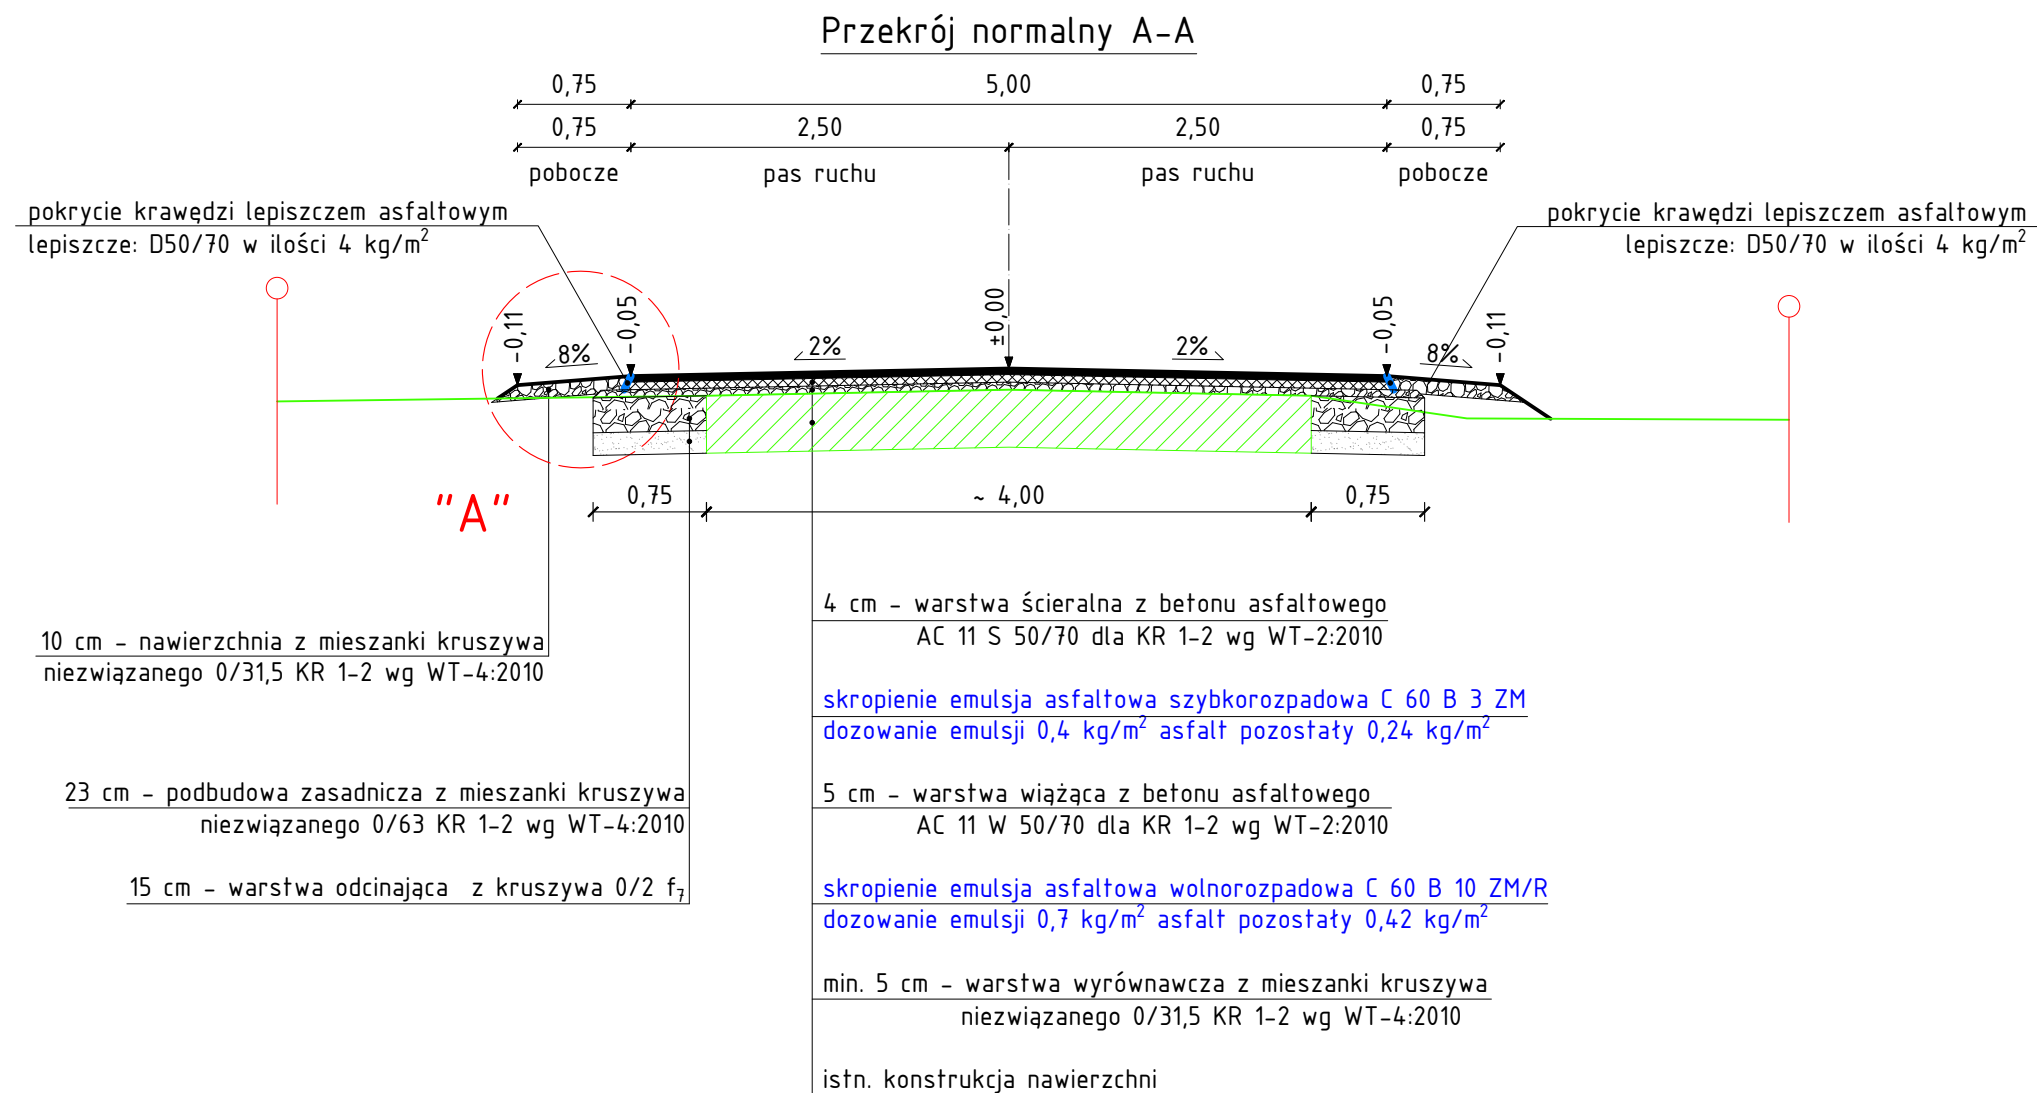 Przekrój normalny A-A
0,75 5,00 0,75
0,75 2,50 2,50 0,75
pobocze pas ruchu pas ruchu pobocze
pokrycie krawędzi lepiszczem asfaltowym
lepiszcze: D50/70 w ilości 4 kg/m²
pokrycie krawędzi lepiszczem asfaltowym
lepiszcze: D50/70 w ilości 4 kg/m²
-0,11 -0,05 ±0,00 -0,05 -0,11
8% 2% 2% 8%
"A"
0,75 ~ 4,00 0,75
10 cm - nawierzchnia z mieszanki kruszywa
niezwiązanego 0/31,5 KR 1-2 wg WT-4:2010
23 cm - podbudowa zasadnicza z mieszanki kruszywa
niezwiązanego 0/63 KR 1-2 wg WT-4:2010
15 cm - warstwa odcinająca z kruszywa 0/2 f₇
4 cm - warstwa ścieralna z betonu asfaltowego
AC 11 S 50/70 dla KR 1-2 wg WT-2:2010
skropienie emulsja asfaltowa szybkorozpadowa C 60 B 3 ZM
dozowanie emulsji 0,4 kg/m² asfalt pozostały 0,24 kg/m²
5 cm - warstwa wiążąca z betonu asfaltowego
AC 11 W 50/70 dla KR 1-2 wg WT-2:2010
skropienie emulsja asfaltowa wolnorozpadowa C 60 B 10 ZM/R
dozowanie emulsji 0,7 kg/m² asfalt pozostały 0,42 kg/m²
min. 5 cm - warstwa wyrównawcza z mieszanki kruszywa
niezwiązanego 0/31,5 KR 1-2 wg WT-4:2010
istn. konstrukcja nawierzchni